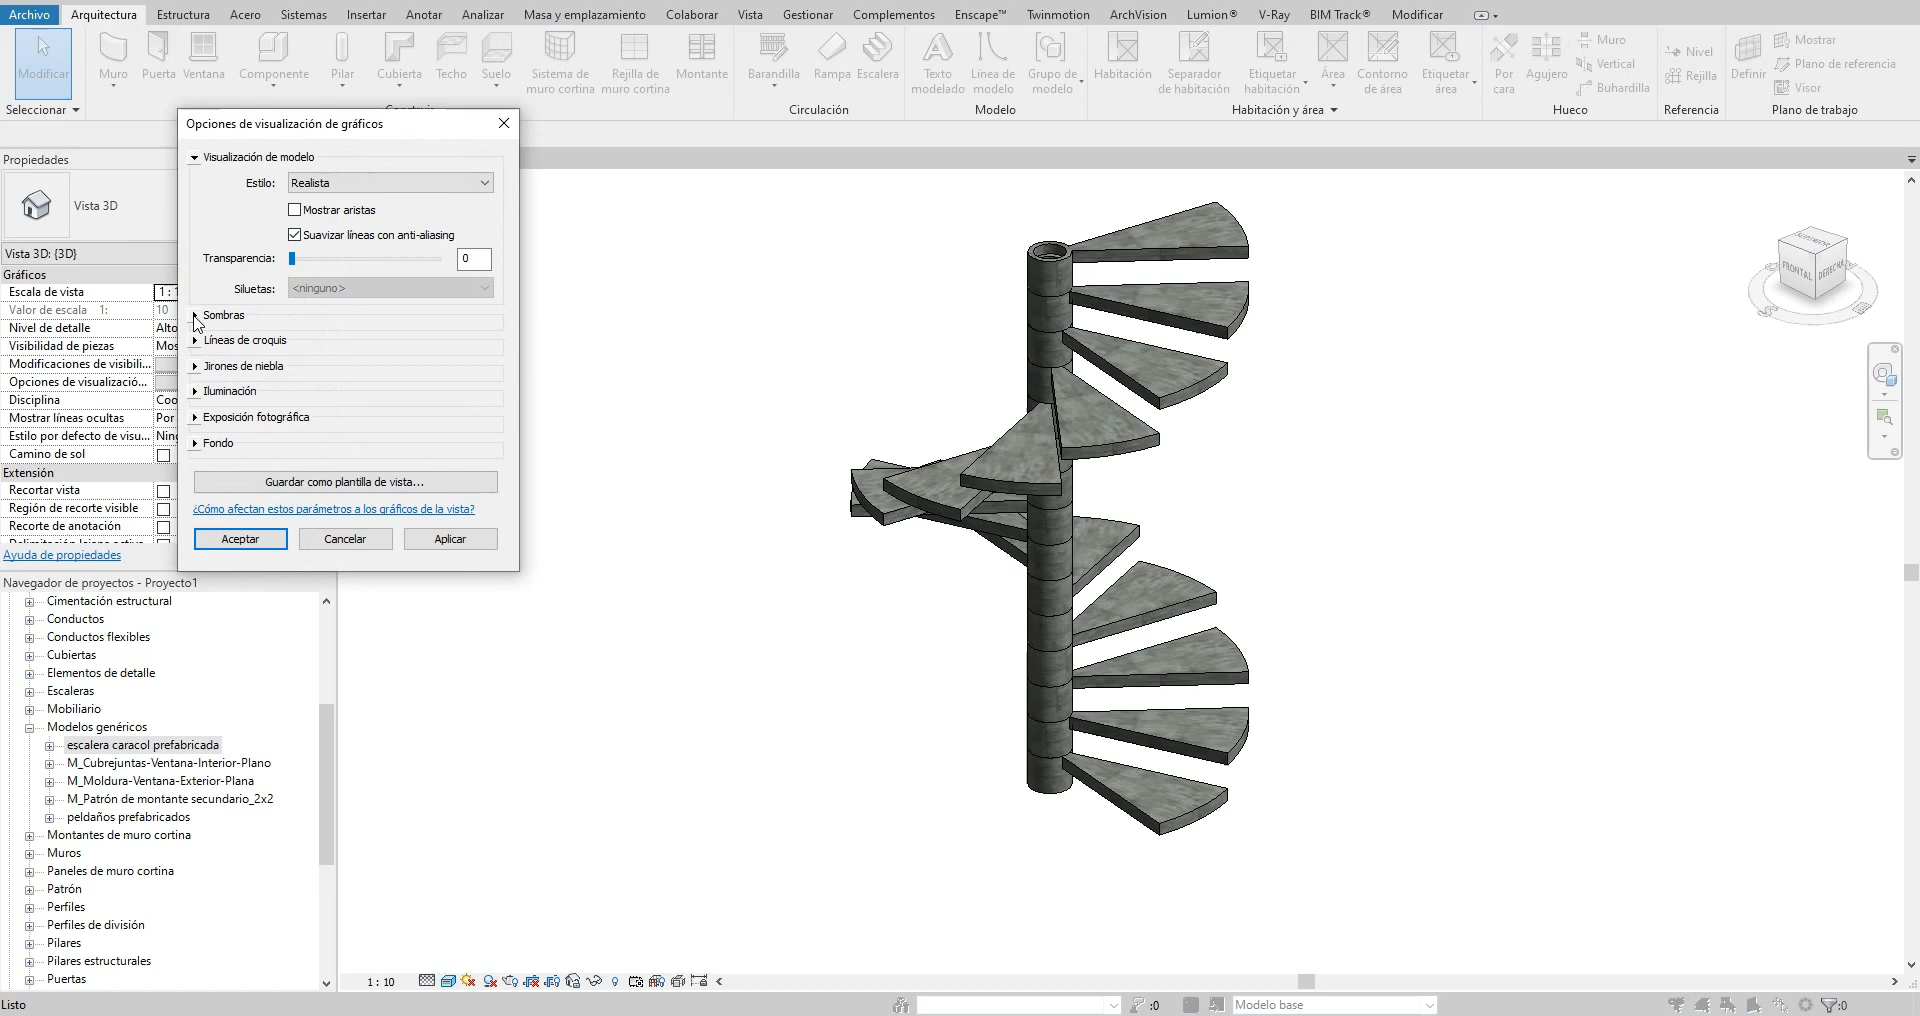 Archivo Arquitectura Estructura Acero Sistemas Insertar Anotar Analizar Masa y emplazamiento Colaborar Vista Gestionar Complementos Enscape™ Twinmotion ArchVision Lumion® V-Ray BIM Track® Modificar
Modificar Muro Puerta Ventana Componente Pilar Cubierta Techo Suelo Sistema de muro cortina Rejilla de muro cortina Montante Barandilla Rampa Escalera Texto modelado Línea de modelo Grupo de modelo Habitación Separador de habitación Etiquetar habitación Área Contorno de área Etiquetar área Por cara Agujero Muro Vertical Buhardilla Nivel Rejilla Definir Mostrar Plano de referencia Visor
Seleccionar Circulación Modelo Habitación y área Hueco Referencia Plano de trabajo
Opciones de visualización de gráficos
Visualización de modelo
Estilo: Realista
Mostrar aristas
Suavizar líneas con anti-aliasing
Transparencia: 0
Siluetas: <ninguno>
Sombras
Líneas de croquis
Jirones de niebla
Iluminación
Exposición fotográfica
Fondo
Guardar como plantilla de vista...
¿Cómo afectan estos parámetros a los gráficos de la vista?
Aceptar Cancelar Aplicar
Propiedades
Vista 3D
Vista 3D: {3D}
Gráficos
Escala de vista 1 : 1
Valor de escala 1: 10
Nivel de detalle Alto
Visibilidad de piezas Mos
Modificaciones de visibili...
Opciones de visualizació...
Disciplina Coo
Mostrar líneas ocultas Por
Estilo por defecto de visu... Nin
Camino de sol
Extensión
Recortar vista
Región de recorte visible
Recorte de anotación
Ayuda de propiedades
Navegador de proyectos - Proyecto1
Cimentación estructural
Conductos
Conductos flexibles
Cubiertas
Elementos de detalle
Escaleras
Mobiliario
Modelos genéricos
escalera caracol prefabricada
M_Cubrejuntas-Ventana-Interior-Plano
M_Moldura-Ventana-Exterior-Plana
M_Patrón de montante secundario_2x2
peldaños prefabricados
Montantes de muro cortina
Muros
Paneles de muro cortina
Patrón
Perfiles
Perfiles de división
Pilares
Pilares estructurales
Puertas
FRONTAL DERECHA
1 : 10
Listo :0 Modelo base :0